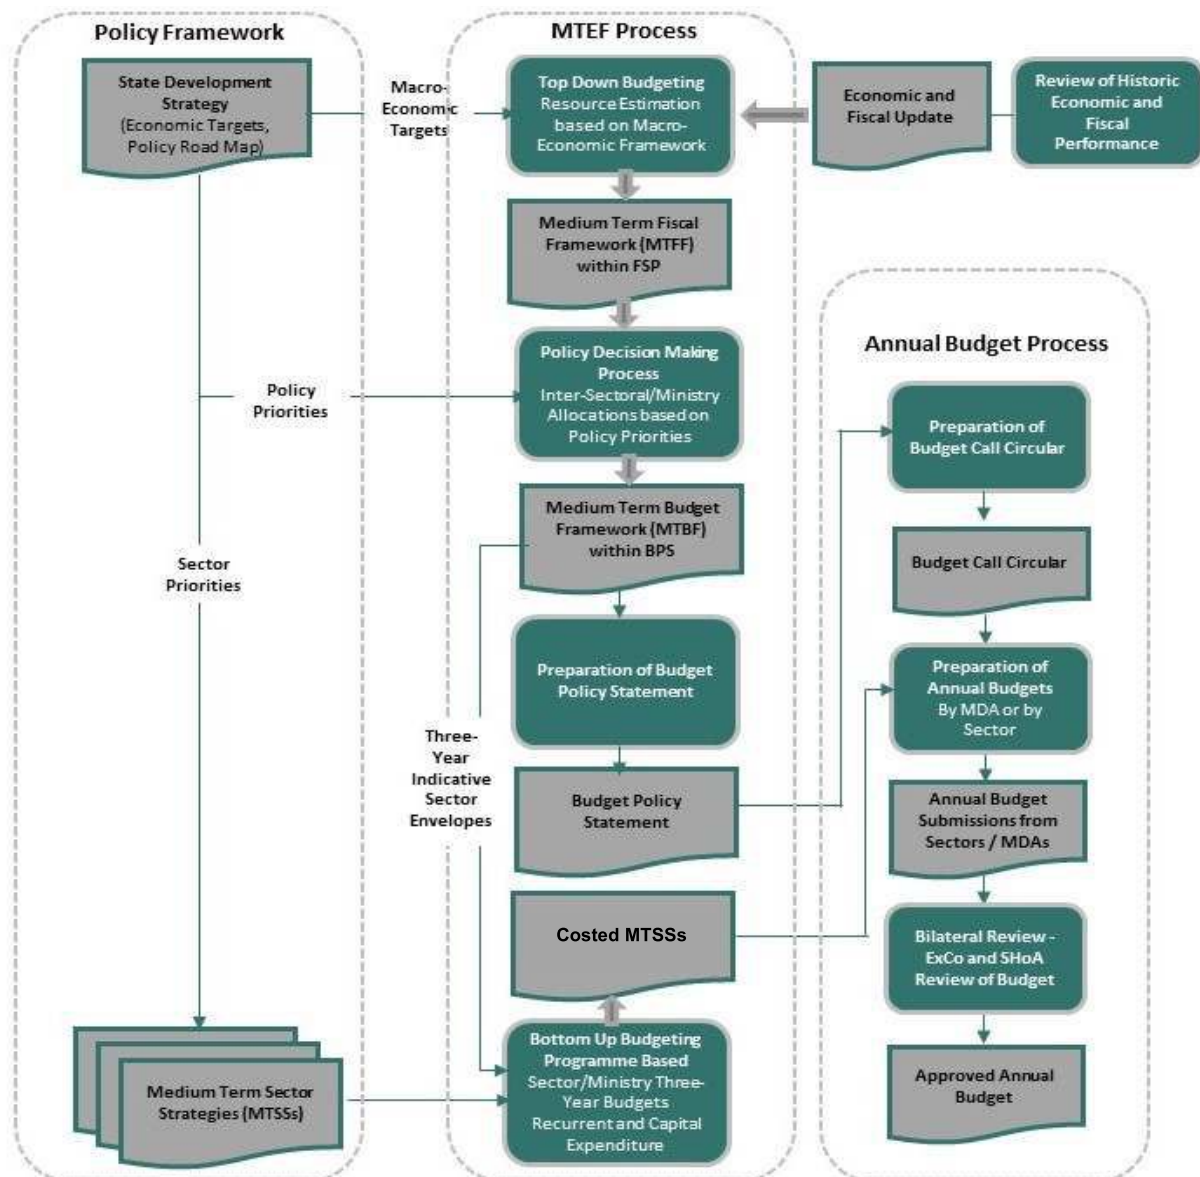 Policy Framework
State Development
Strategy
(Economic Targets,
Policy Road Map)
Macro-
Economic
Targets
Policy
Priorities
Sector
Priorities
Medium Term Sector
Strategies (MTSSs)
MTEF Process
Top Down Budgeting
Resource Estimation
based on Macro-
Economic Framework
Economic and
Fiscal Update
Review of Historic
Economic and
Fiscal
Performance
Medium Term Fiscal
Framework (MTFF)
within FSP
Policy Decision Making
Process
Inter-Sectoral/Ministry
Allocations based on
Policy Priorities
Medium Term Budget
Framework (MTBF)
within BPS
Preparation of Budget
Policy Statement
Three-
Year
Indicative
Sector
Envelopes
Budget Policy
Statement
Costed MTSSs
Bottom Up Budgeting
Programme Based
Sector/Ministry Three-
Year Budgets
Recurrent and Capital
Expenditure
Annual Budget Process
Preparation of
Budget Call Circular
Budget Call Circular
Preparation of
Annual Budgets
By MDA or by
Sector
Annual Budget
Submissions from
Sectors / MDAs
Bilateral Review -
ExCo and SHoA
Review of Budget
Approved Annual
Budget